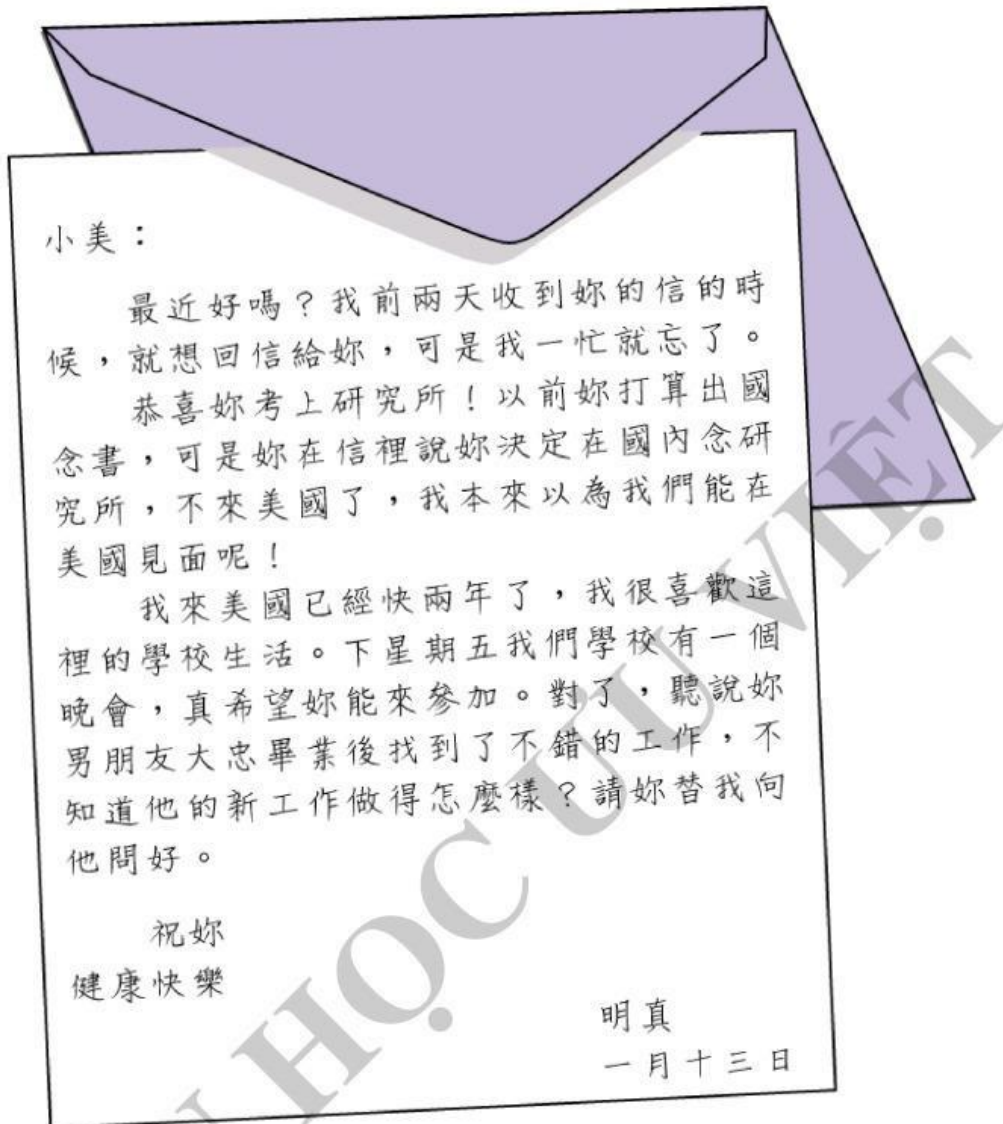 小美：
最近好嗎？我前兩天收到妳的信的時
候，就想回信給妳，可是我一忙就忘了。
恭喜妳考上研究所！以前妳打算出國
念書，可是妳在信裡說妳決定在國內念研
究所，不來美國了，我本來以為我們能在
美國見面呢！
我來美國已經快兩年了，我很喜歡這
裡的學校生活。下星期五我們學校有一個
晚會，真希望妳能來參加。對了，聽說妳
男朋友大忠畢業後找到了不錯的工作，不
知道他的新工作做得怎麼樣？請妳替我向
他問好。
祝妳
健康快樂
明真
一月十三日
HỌC ƯU VIỆT